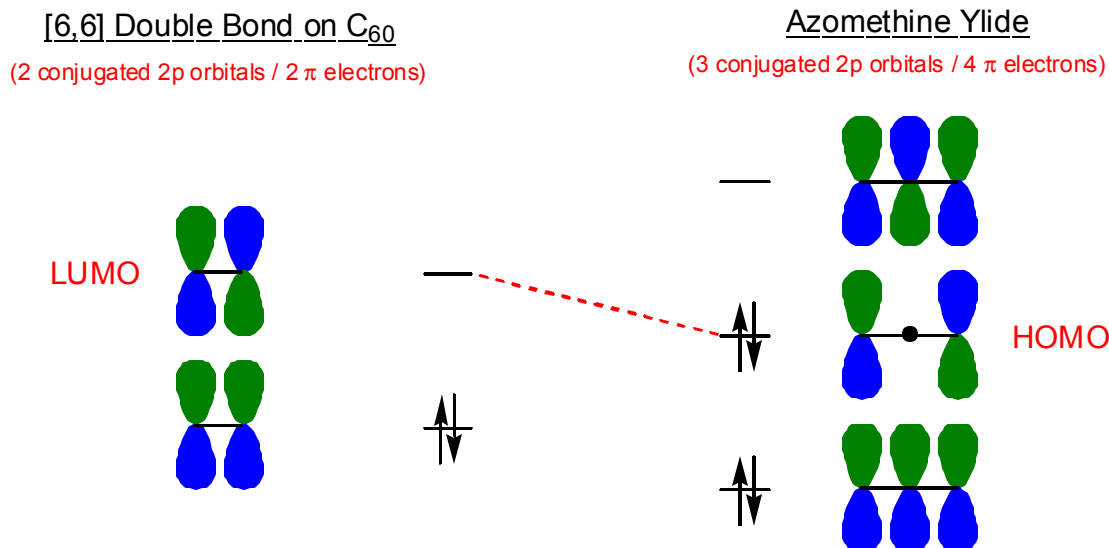 [6,6] Double Bond on C60
(2 conjugated 2p orbitals / 2 π electrons)
Azomethine Ylide
(3 conjugated 2p orbitals / 4 π electrons)
LUMO
HOMO